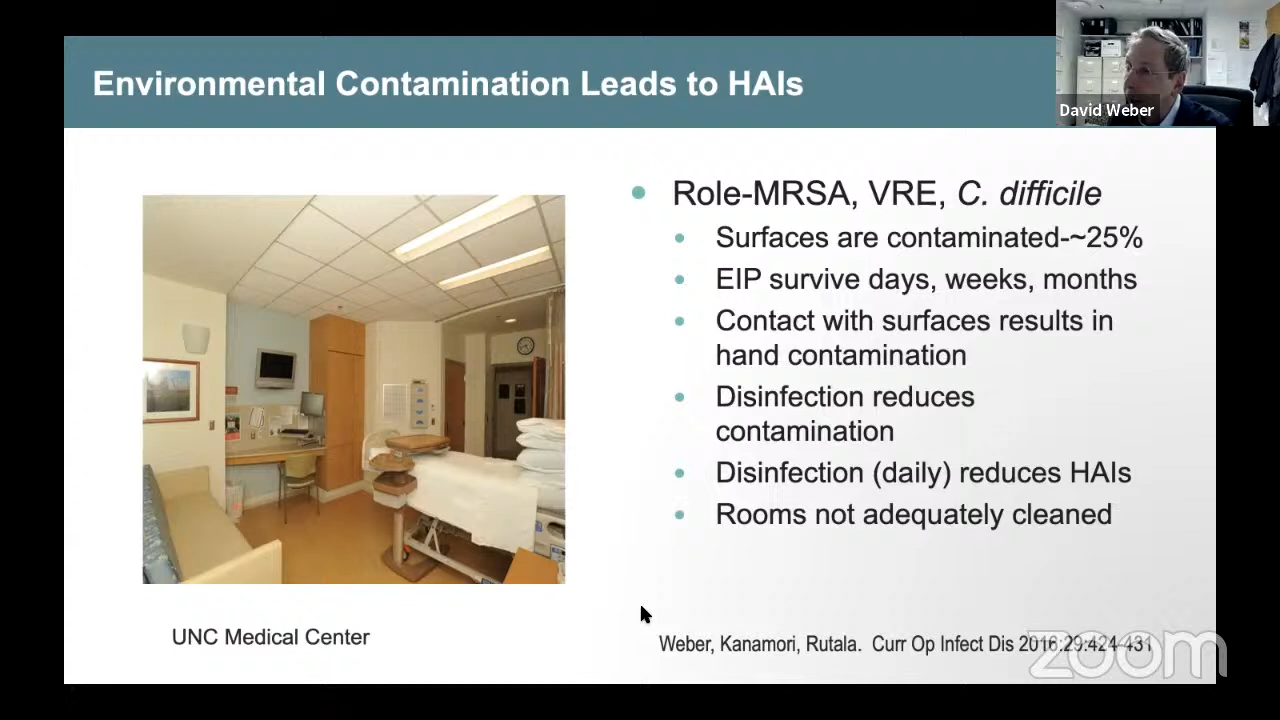 Environmental Contamination Leads to HAIs
David Weber
Role-MRSA, VRE, C. difficile
Surfaces are contaminated-~25%
EIP survive days, weeks, months
Contact with surfaces results in
hand contamination
Disinfection reduces
contamination
Disinfection (daily) reduces HAIs
Rooms not adequately cleaned
UNC Medical Center
Weber, Kanamori, Rutala. Curr Op Infect Dis 2016:29:424-431
zoom